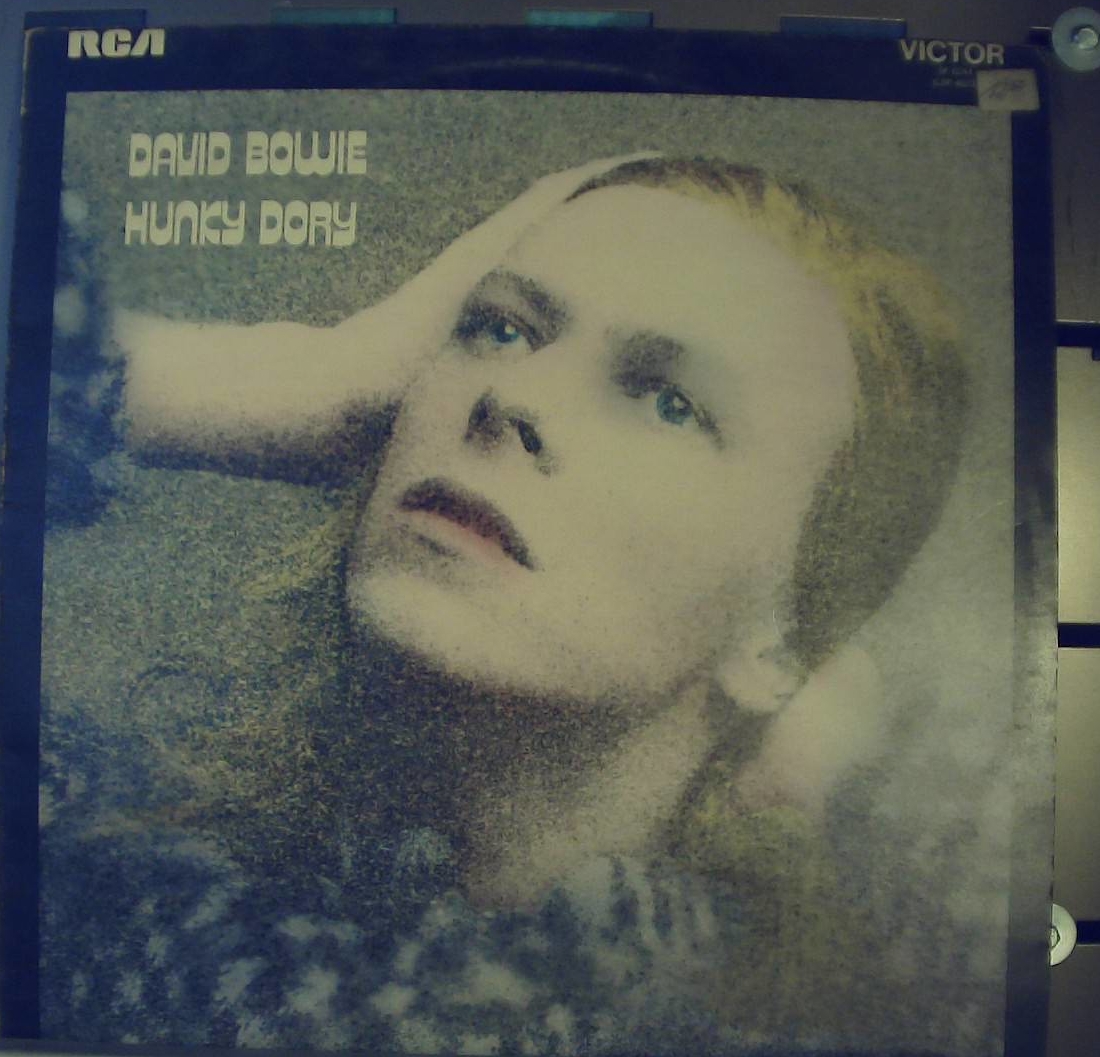 RCA
VICTOR
DAVID BOWIE
HUNKY DORY